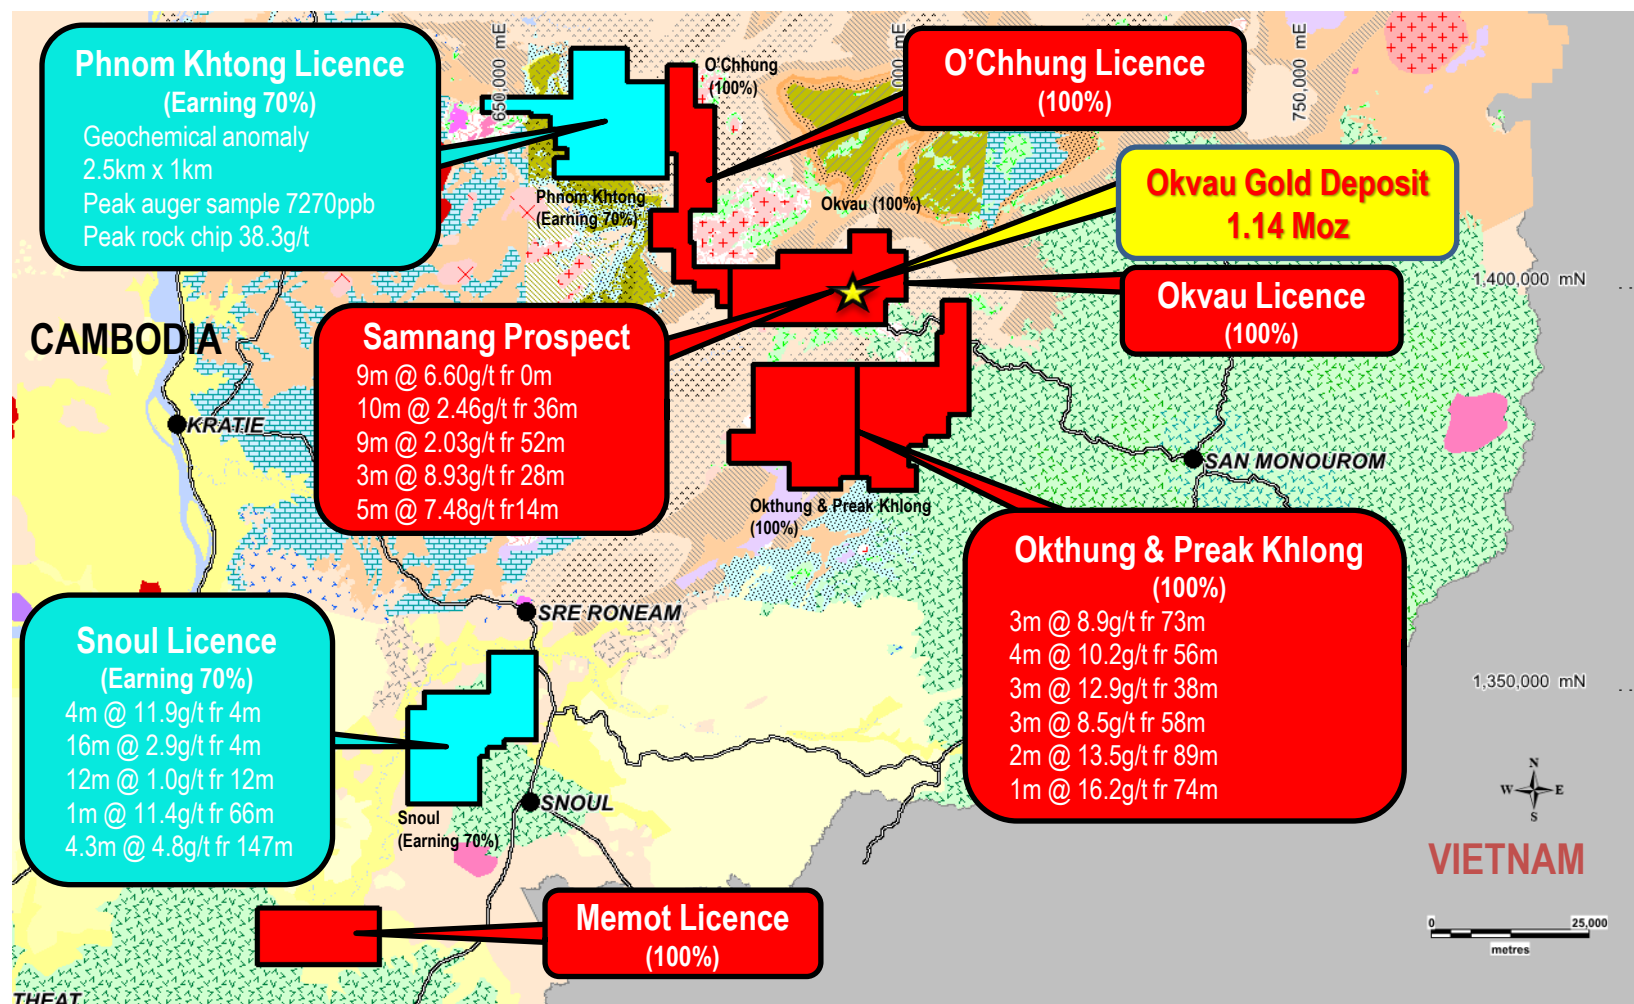 Phnom Khtong Licence
(Earning 70%)
Geochemical anomaly
2.5km x 1km
Peak auger sample 7270ppb
Peak rock chip 38.3g/t
650,000 mE
O'Chhung
(100%)
O'Chhung Licence
(100%)
750,000 mE
Phnom Khtong
(Earning 70%)
Okvau (100%)
Okvau Gold Deposit
1.14 Moz
1,400,000 mN
Okvau Licence
(100%)
CAMBODIA
Samnang Prospect
9m @ 6.60g/t fr 0m
10m @ 2.46g/t fr 36m
9m @ 2.03g/t fr 52m
3m @ 8.93g/t fr 28m
5m @ 7.48g/t fr14m
KRATIE
SAN MONOUROM
Okthung & Preak Khlong
(100%)
Okthung & Preak Khlong
(100%)
3m @ 8.9g/t fr 73m
4m @ 10.2g/t fr 56m
3m @ 12.9g/t fr 38m
3m @ 8.5g/t fr 58m
2m @ 13.5g/t fr 89m
1m @ 16.2g/t fr 74m
SRE RONEAM
Snoul Licence
(Earning 70%)
4m @ 11.9g/t fr 4m
16m @ 2.9g/t fr 4m
12m @ 1.0g/t fr 12m
1m @ 11.4g/t fr 66m
4.3m @ 4.8g/t fr 147m
1,350,000 mN
SNOUL
Snoul
(Earning 70%)
N
W E
S
VIETNAM
Memot Licence
(100%)
0 25,000
metres
THEAT